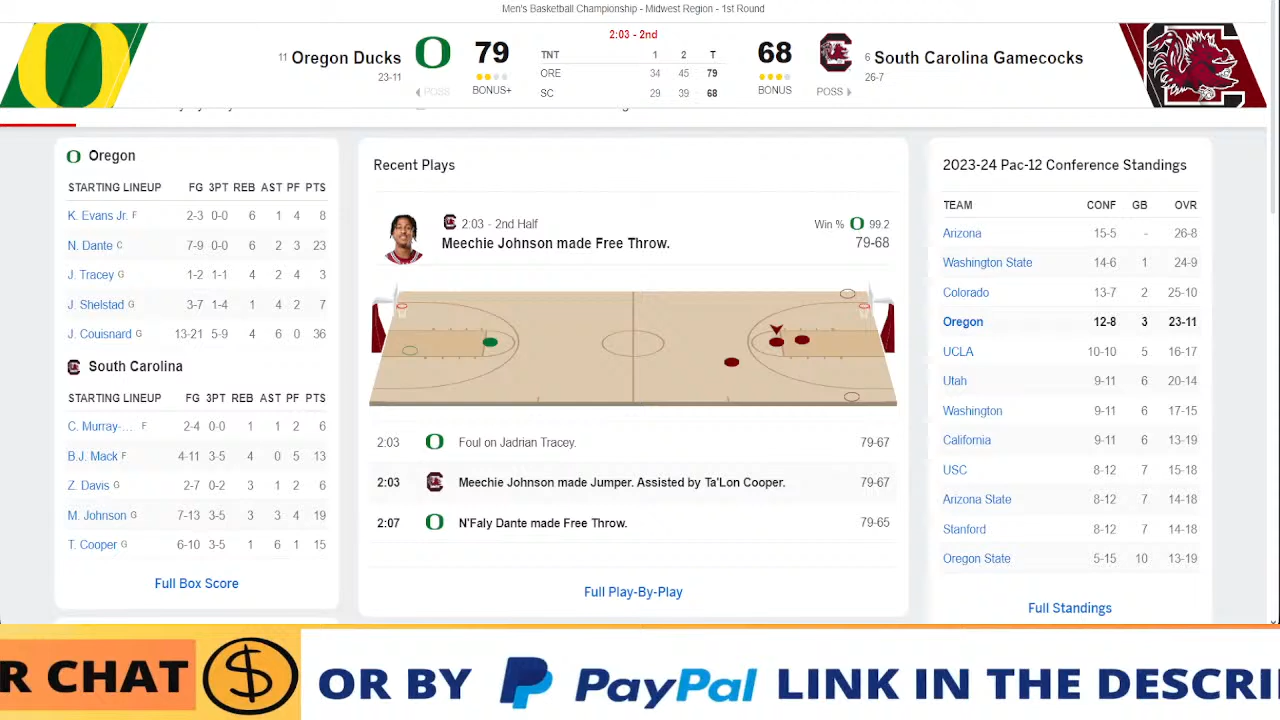 Men's Basketball Championship - Midwest Region - 1st Round
11 Oregon Ducks
23-11
POSS
79
BONUS+
2:03 - 2nd
TNT 1 2 T
ORE 34 45 79
SC 29 39 68
68
BONUS
POSS
6 South Carolina Gamecocks
26-7
Oregon
STARTING LINEUP FG 3PT REB AST PF PTS
K. Evans Jr. F 2-3 0-0 6 1 4 8
N. Dante C 7-9 0-0 6 2 3 23
J. Tracey G 1-2 1-1 4 2 4 3
J. Shelstad G 3-7 1-4 1 4 2 7
J. Couisnard G 13-21 5-9 4 6 0 36
South Carolina
STARTING LINEUP FG 3PT REB AST PF PTS
C. Murray-... F 2-4 0-0 1 1 2 6
B.J. Mack F 4-11 3-5 4 0 5 13
Z. Davis G 2-7 0-2 3 1 2 6
M. Johnson G 7-13 3-5 3 3 4 19
T. Cooper G 6-10 3-5 1 6 1 15
Full Box Score
Recent Plays
2:03 - 2nd Half
Meechie Johnson made Free Throw.
Win % 99.2
79-68
2:03 Foul on Jadrian Tracey. 79-67
2:03 Meechie Johnson made Jumper. Assisted by Ta'Lon Cooper. 79-67
2:07 N'Faly Dante made Free Throw. 79-65
Full Play-By-Play
2023-24 Pac-12 Conference Standings
TEAM CONF GB OVR
Arizona 15-5 - 26-8
Washington State 14-6 1 24-9
Colorado 13-7 2 25-10
Oregon 12-8 3 23-11
UCLA 10-10 5 16-17
Utah 9-11 6 20-14
Washington 9-11 6 17-15
California 9-11 6 13-19
USC 8-12 7 15-18
Arizona State 8-12 7 14-18
Stanford 8-12 7 14-18
Oregon State 5-15 10 13-19
Full Standings
R CHAT $ OR BY PayPal LINK IN THE DESCRI